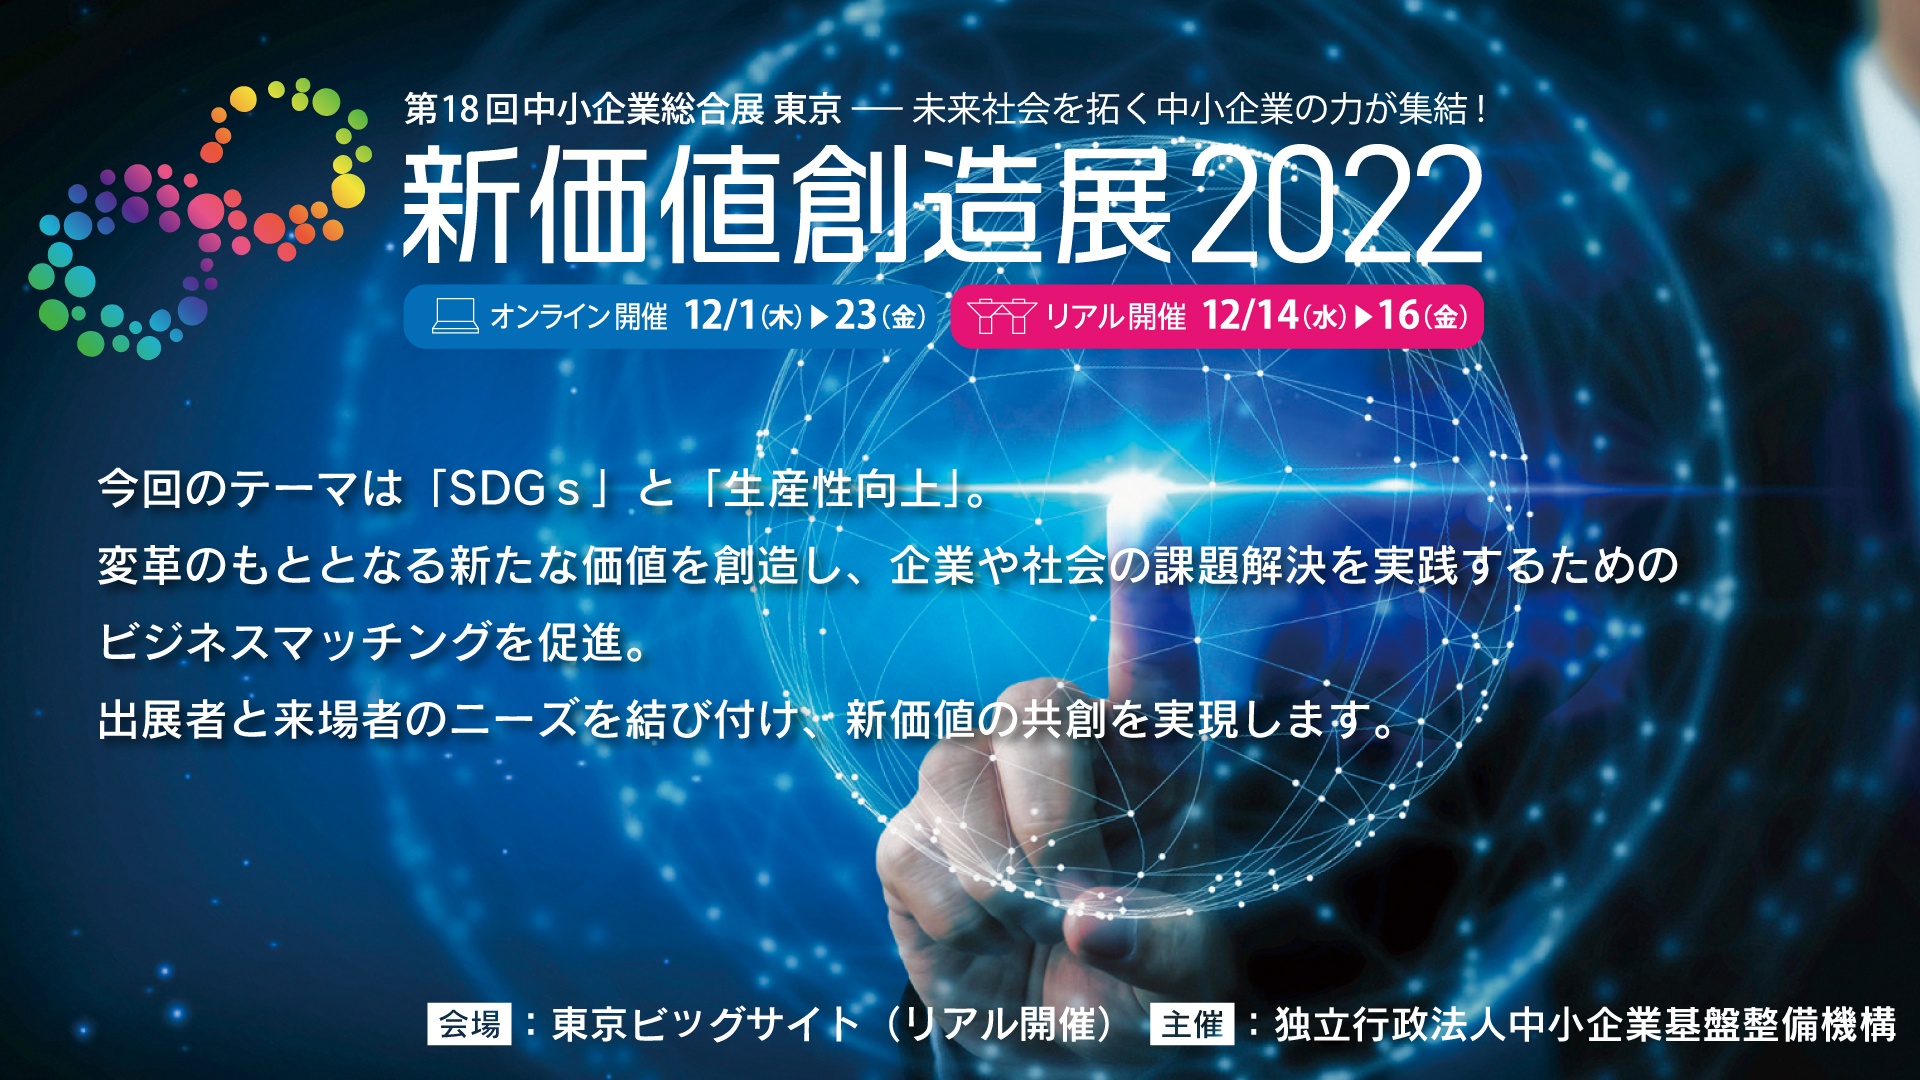 第18回中小企業総合展 東京 ── 未来社会を拓く中小企業の力が集結!
新価値創造展2022
オンライン開催 12/1(木)▶23(金)
リアル開催 12/14(水)▶16(金)
今回のテーマは「SDGｓ」と「生産性向上」。
変革のもととなる新たな価値を創造し、企業や社会の課題解決を実践するための
ビジネスマッチングを促進。
出展者と来場者のニーズを結び付け、新価値の共創を実現します。
会場：東京ビッグサイト（リアル開催） 主催：独立行政法人中小企業基盤整備機構